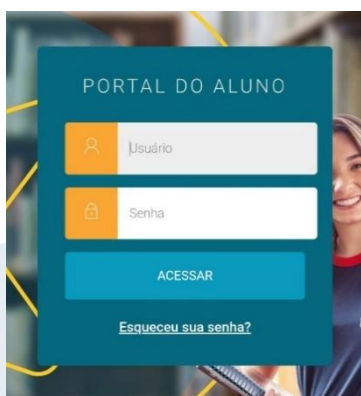 PORTAL DO ALUNO
Usuário
Senha
ACESSAR
Esqueceu sua senha?